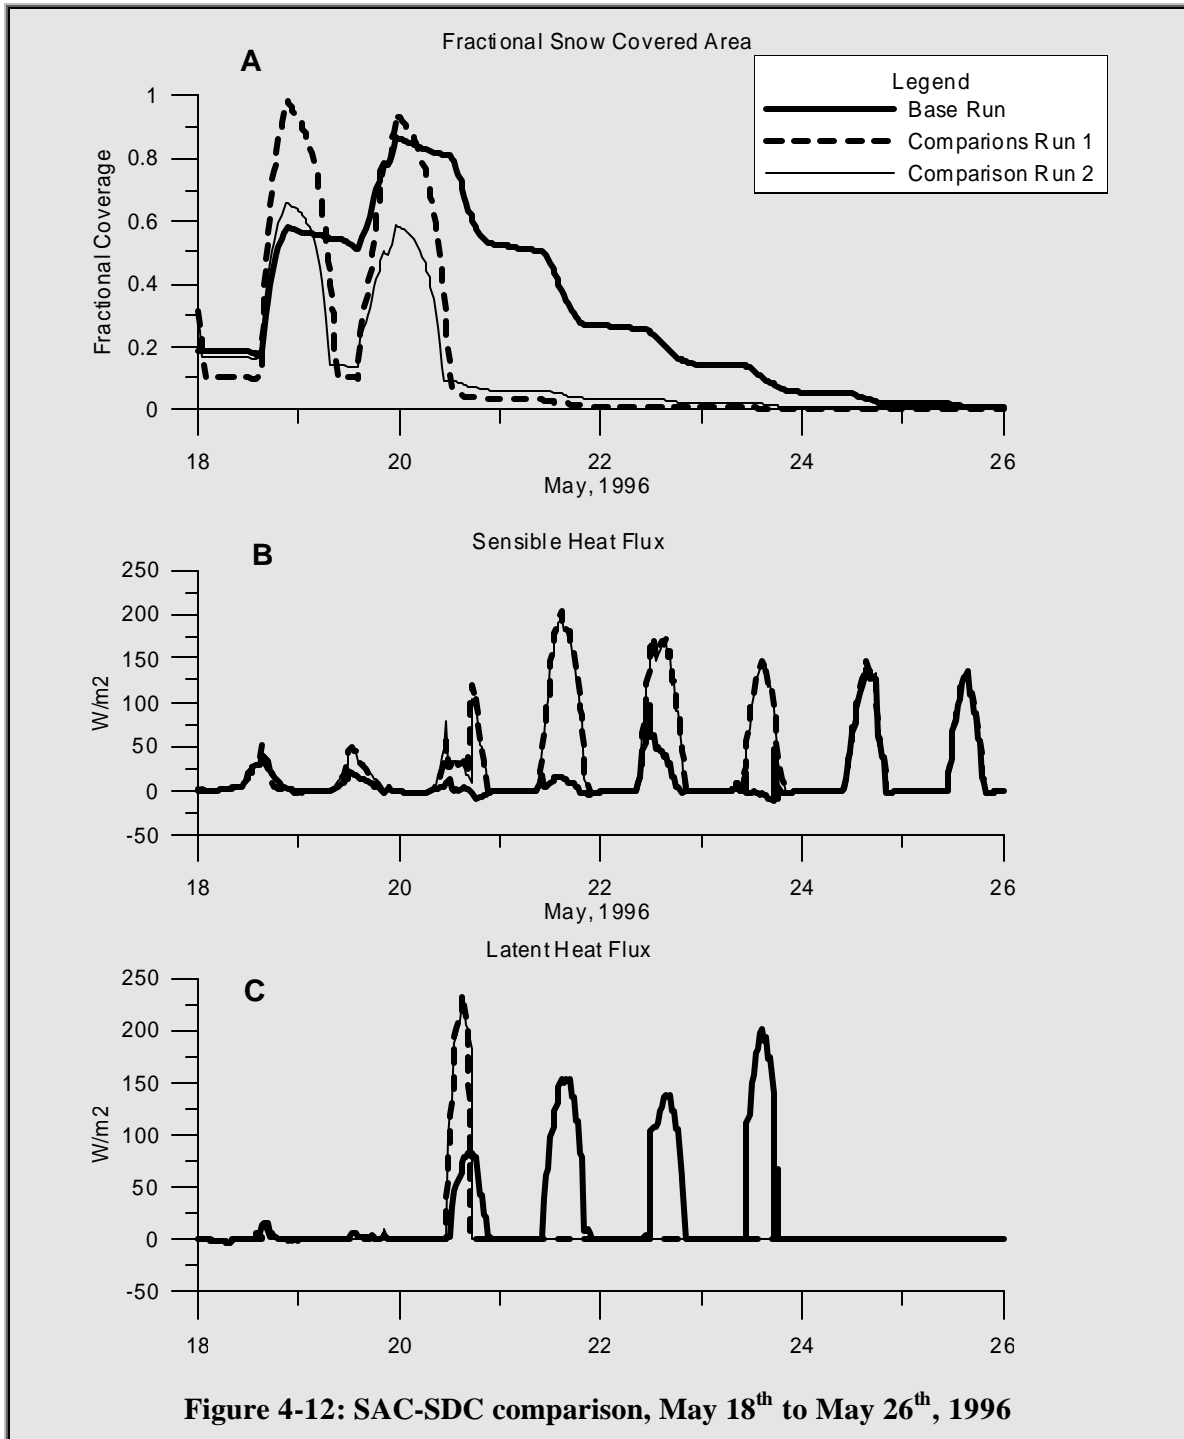 Fractional Snow Covered Area
A
Legend
Base Run
Comparions Run 1
Comparison Run 2
Fractional Coverage
1
0.8
0.6
0.4
0.2
0
18 20 22 24 26
May, 1996
Sensible Heat Flux
B
W/m2
250
200
150
100
50
0
-50
18 20 22 24 26
May, 1996
Latent Heat Flux
C
W/m2
250
200
150
100
50
0
-50
18 20 22 24 26
Figure 4-12: SAC-SDC comparison, May 18th to May 26th, 1996